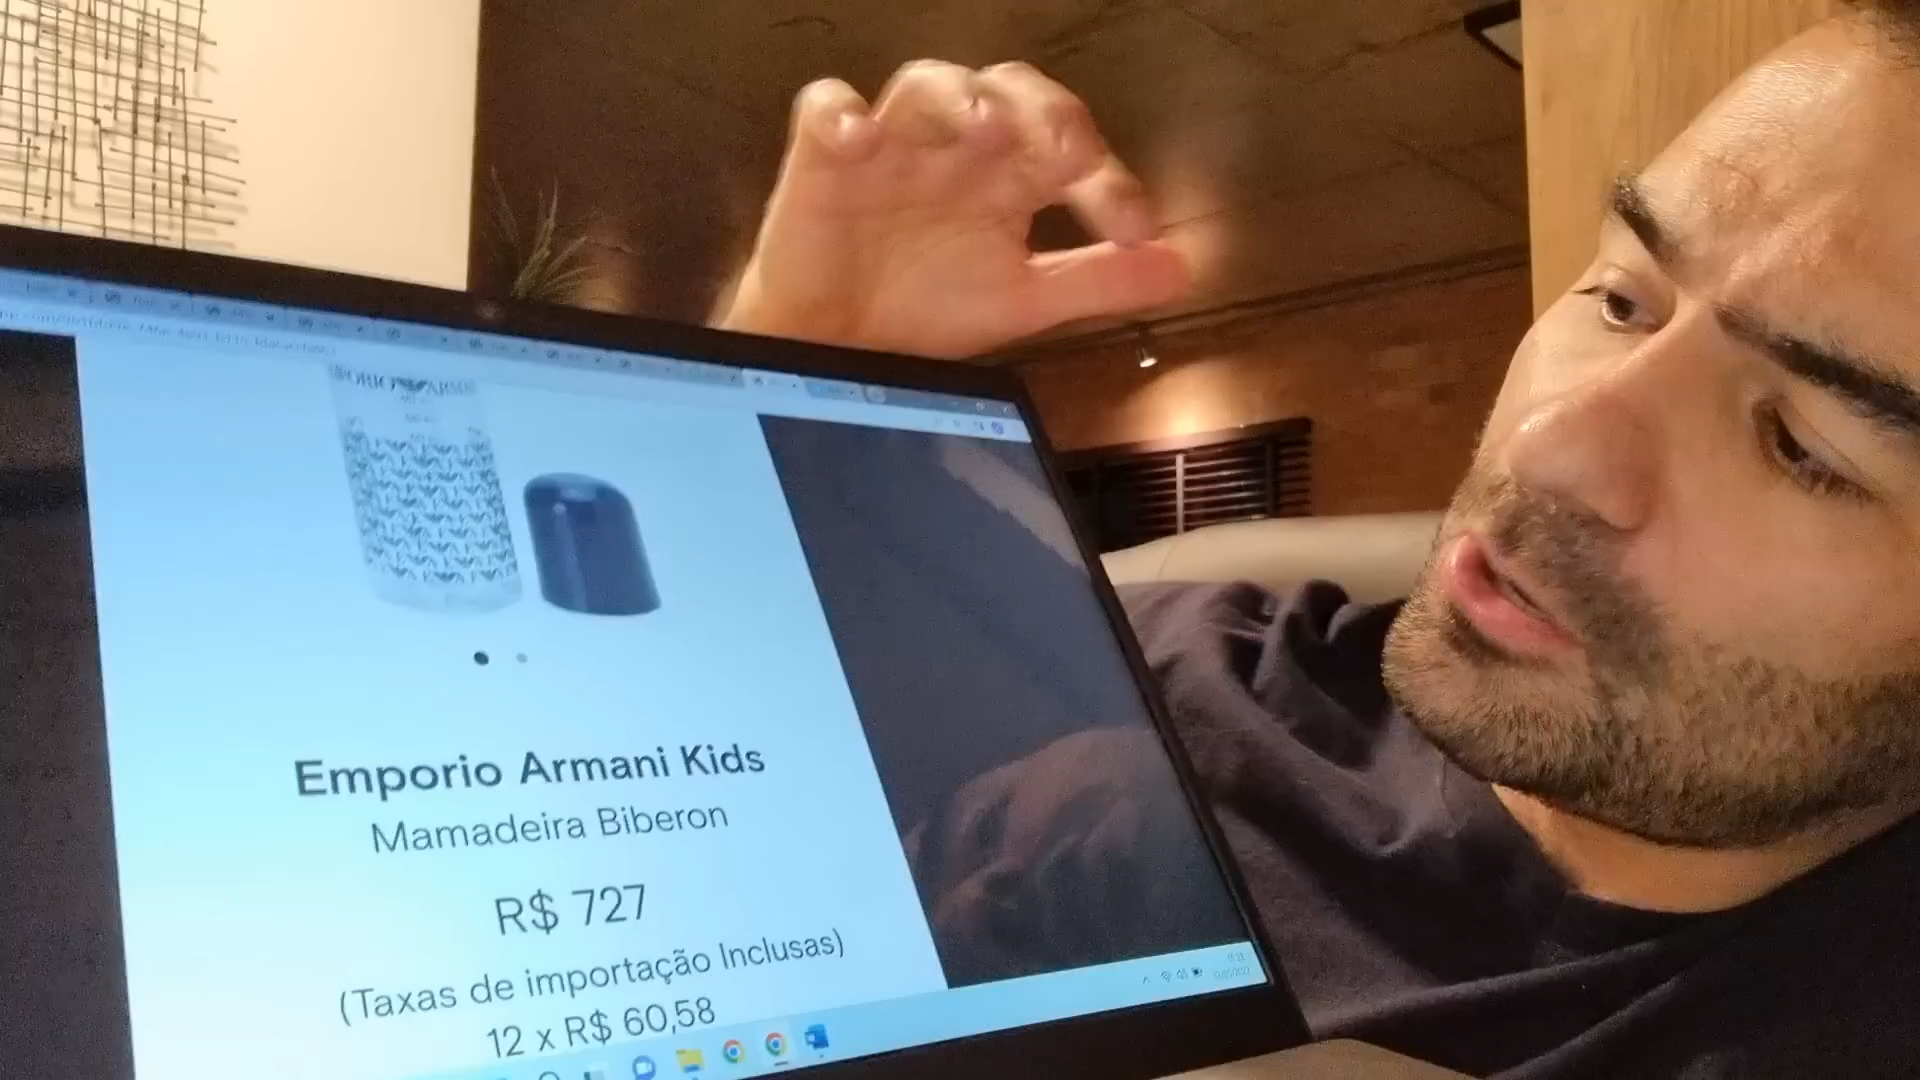 Emporio Armani Kids
Mamadeira Biberon
R$ 727
(Taxas de importação Inclusas)
12 x R$ 60,58